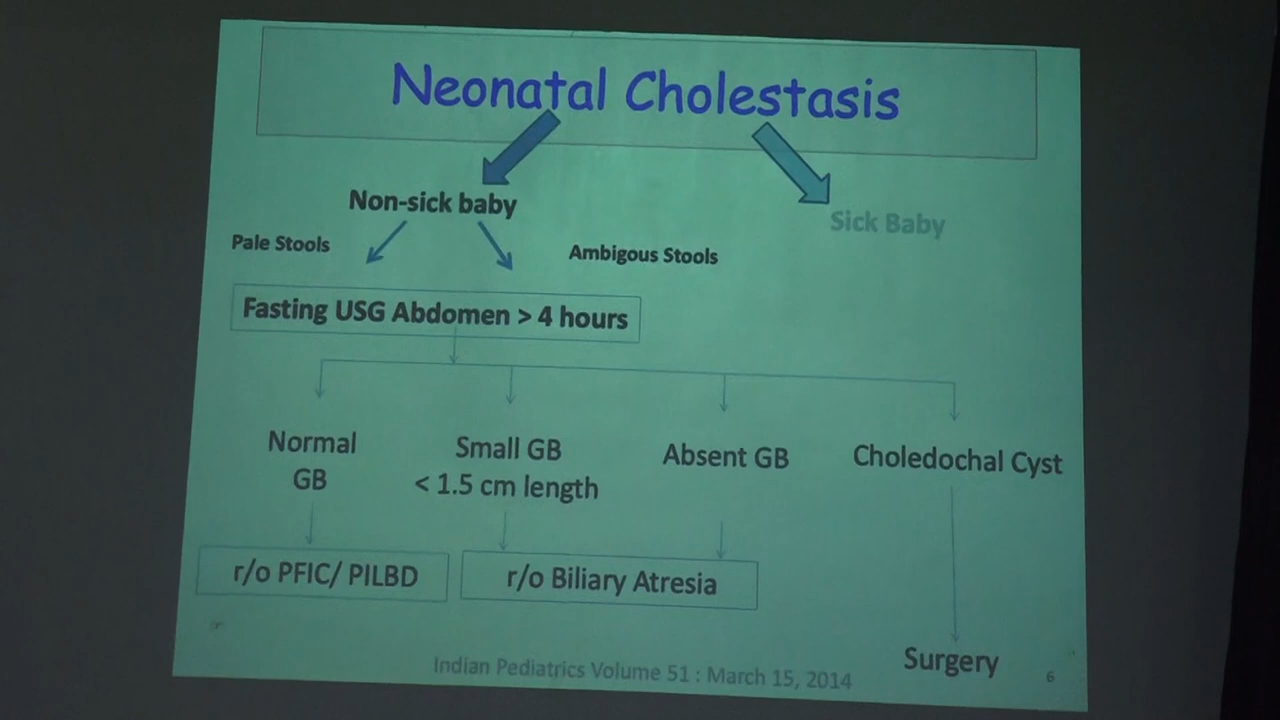 Neonatal Cholestasis
Non-sick baby
Sick Baby
Pale Stools
Ambigous Stools
Fasting USG Abdomen > 4 hours
Normal
GB
Small GB
< 1.5 cm length
Absent GB
Choledochal Cyst
r/o PFIC/ PILBD
r/o Biliary Atresia
Surgery
Indian Pediatrics Volume 51 : March 15, 2014
6